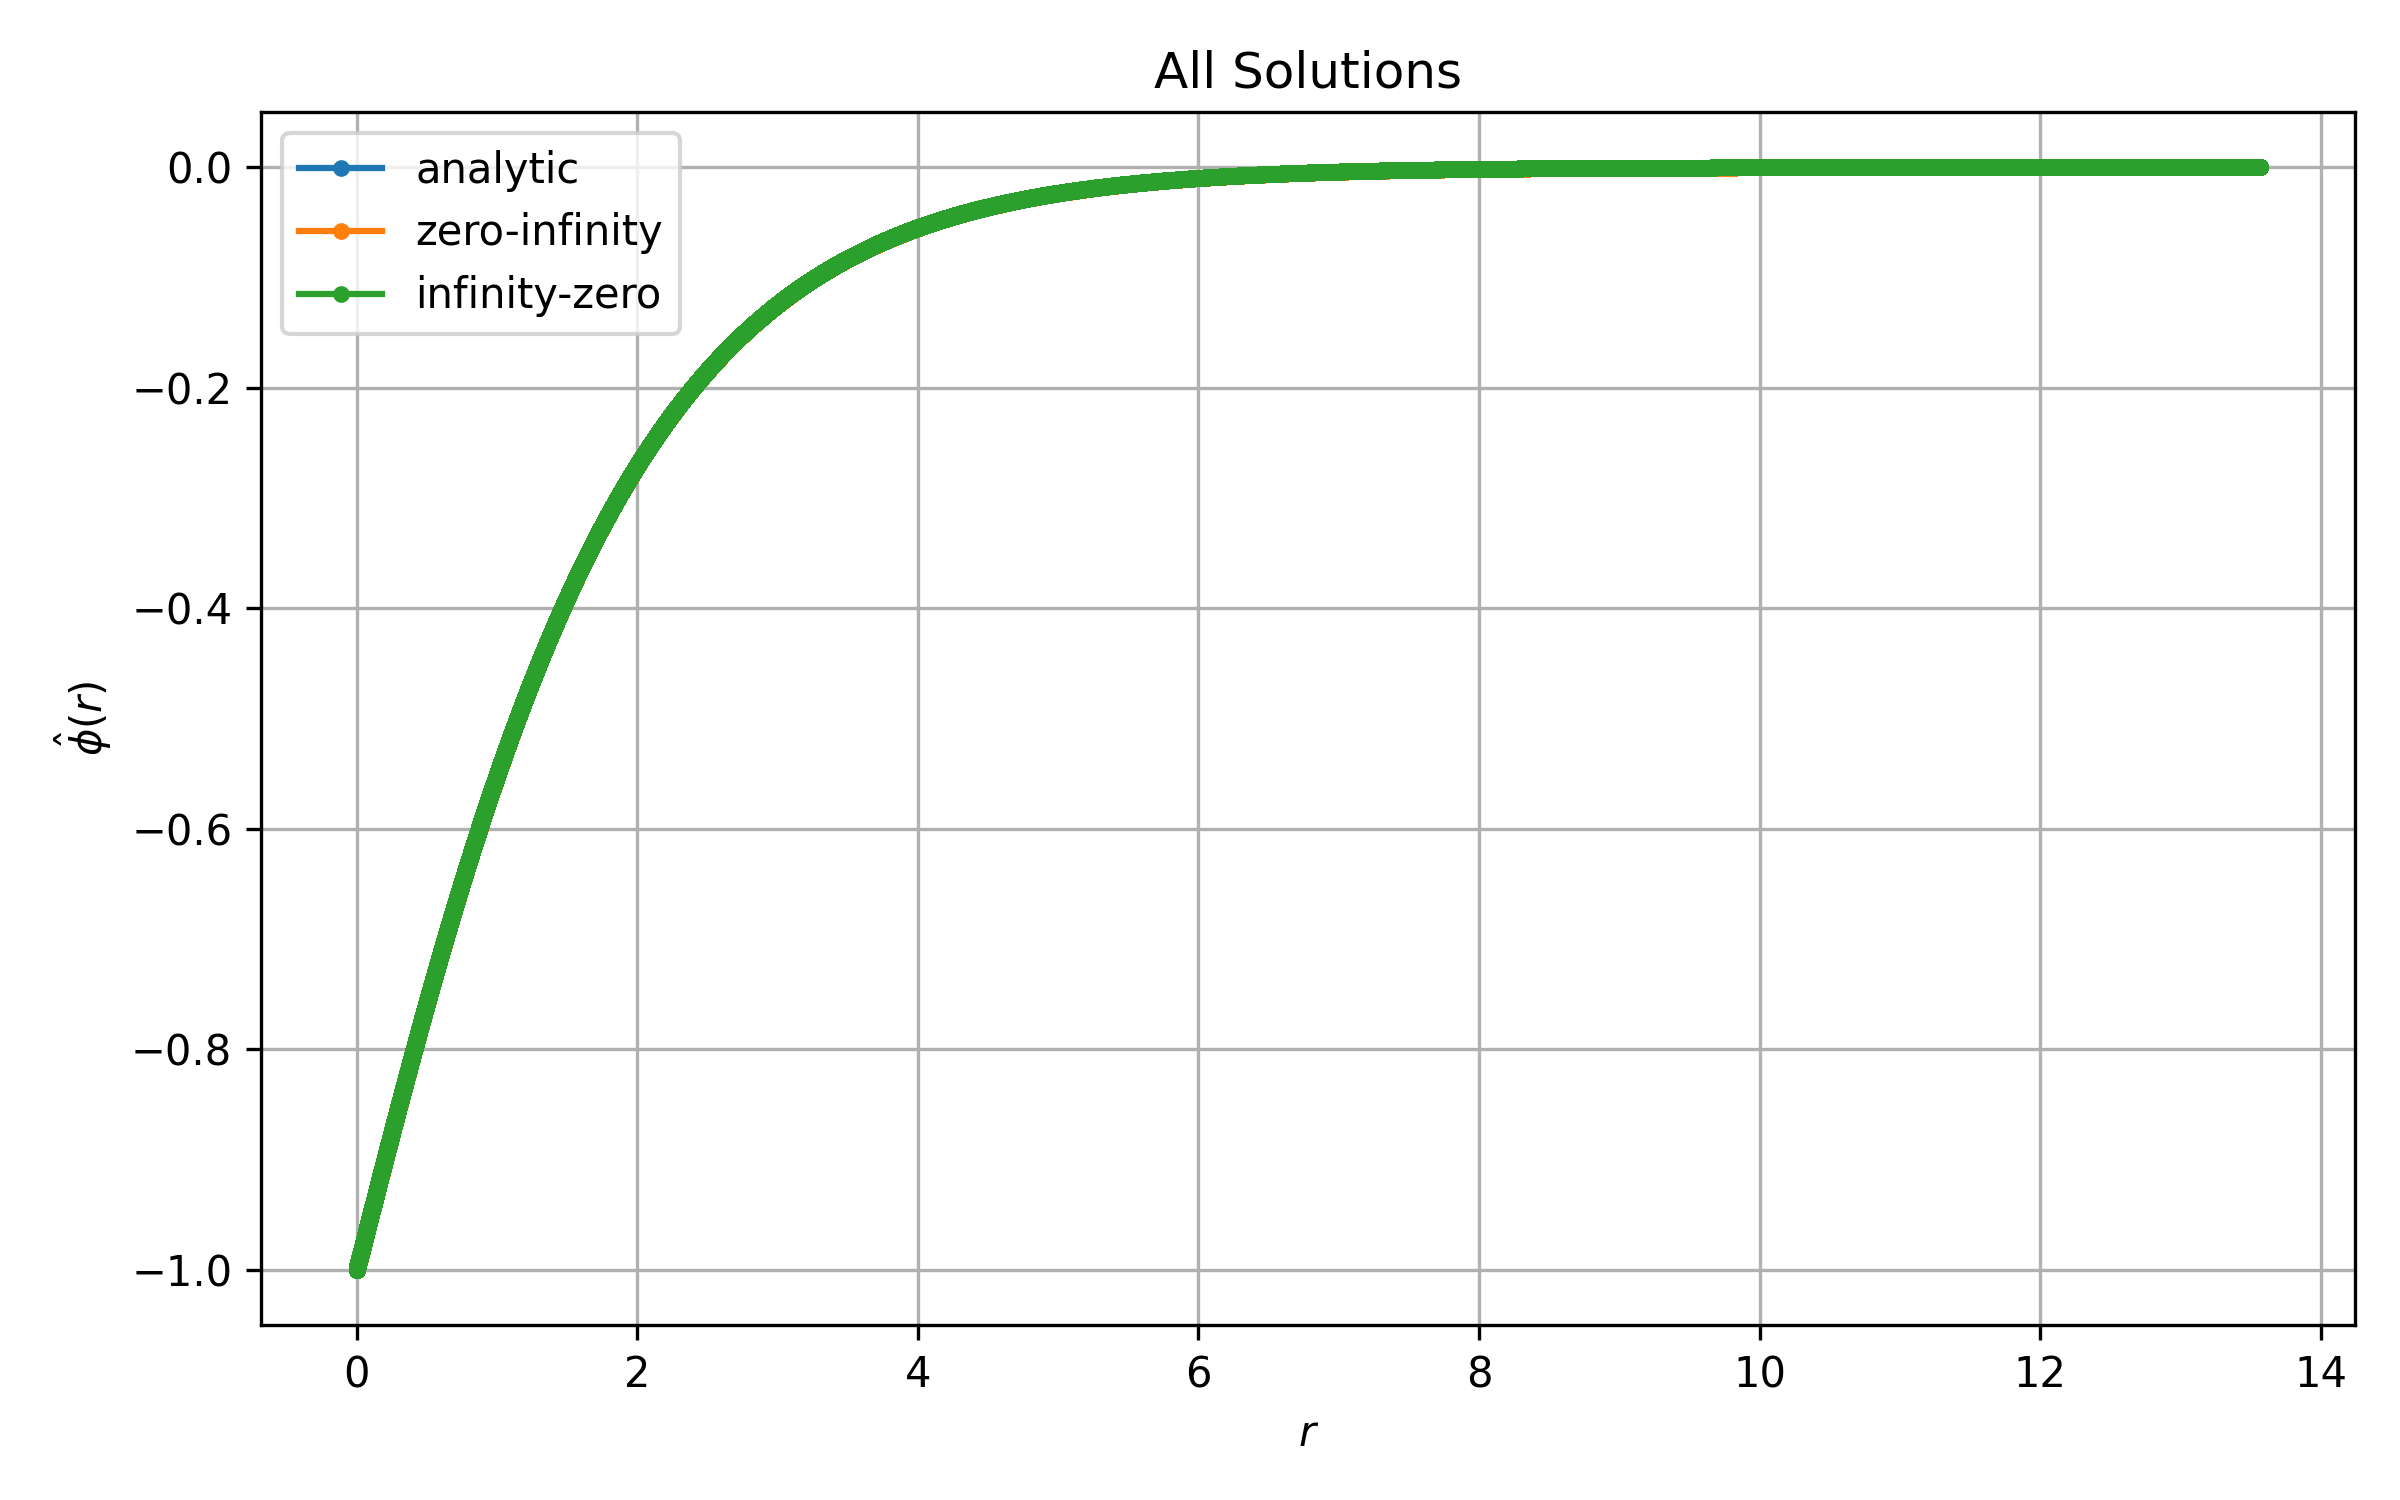 All Solutions
analytic
zero-infinity
infinity-zero
0.0
−0.2
−0.4
−0.6
−0.8
−1.0
ϕ̂(r)
0 2 4 6 8 10 12 14
r